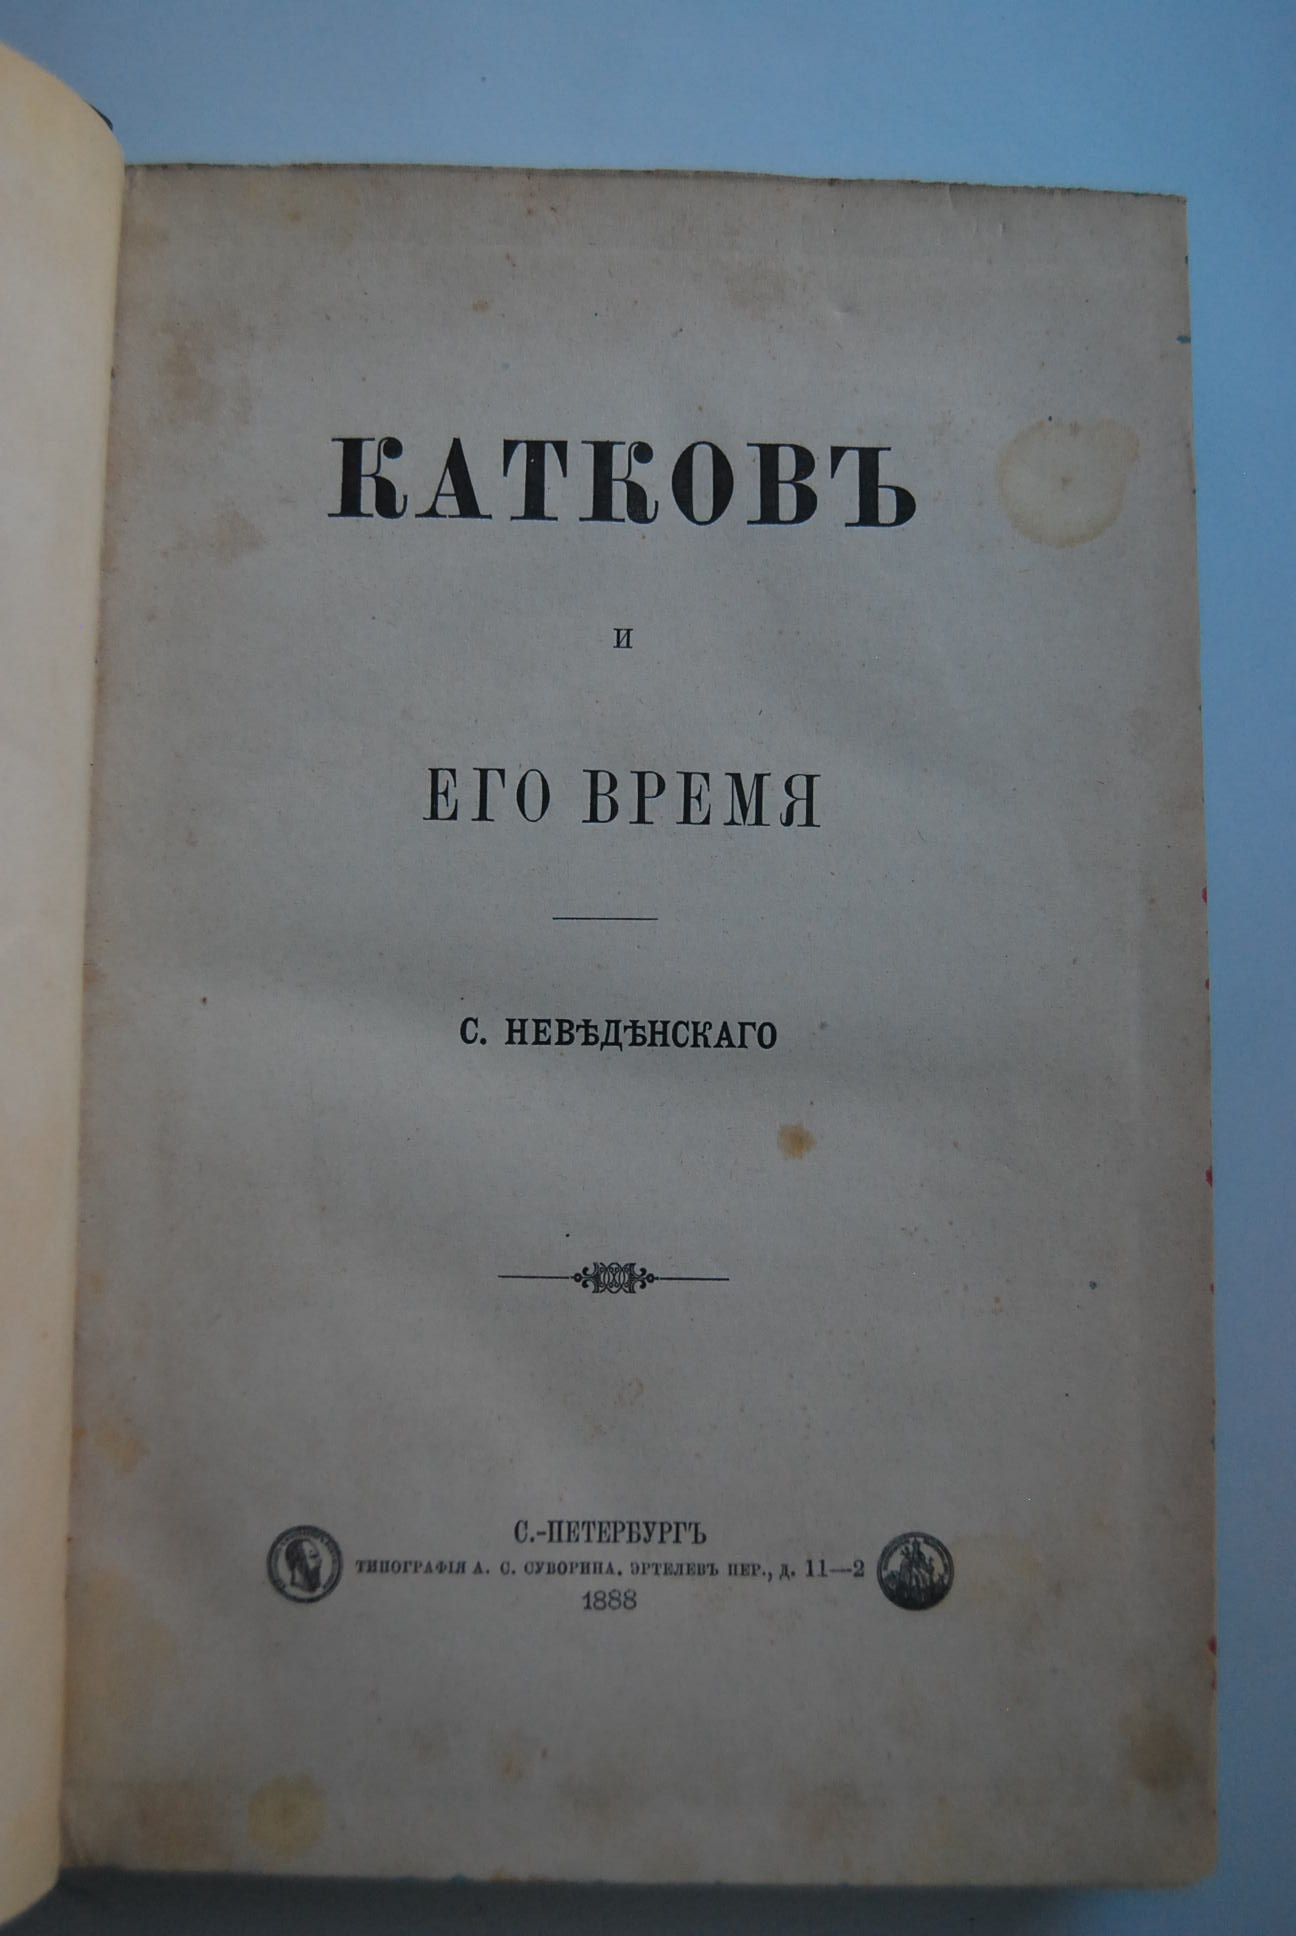 КАТКОВЪ
И
ЕГО ВРЕМЯ
С. НЕВѢДѢНСКАГО
С.-ПЕТЕРБУРГЪ
ТИПОГРАФІЯ А. С. СУВОРИНА. ЭРТЕЛЕВЪ ПЕР., Д. 11—2
1888